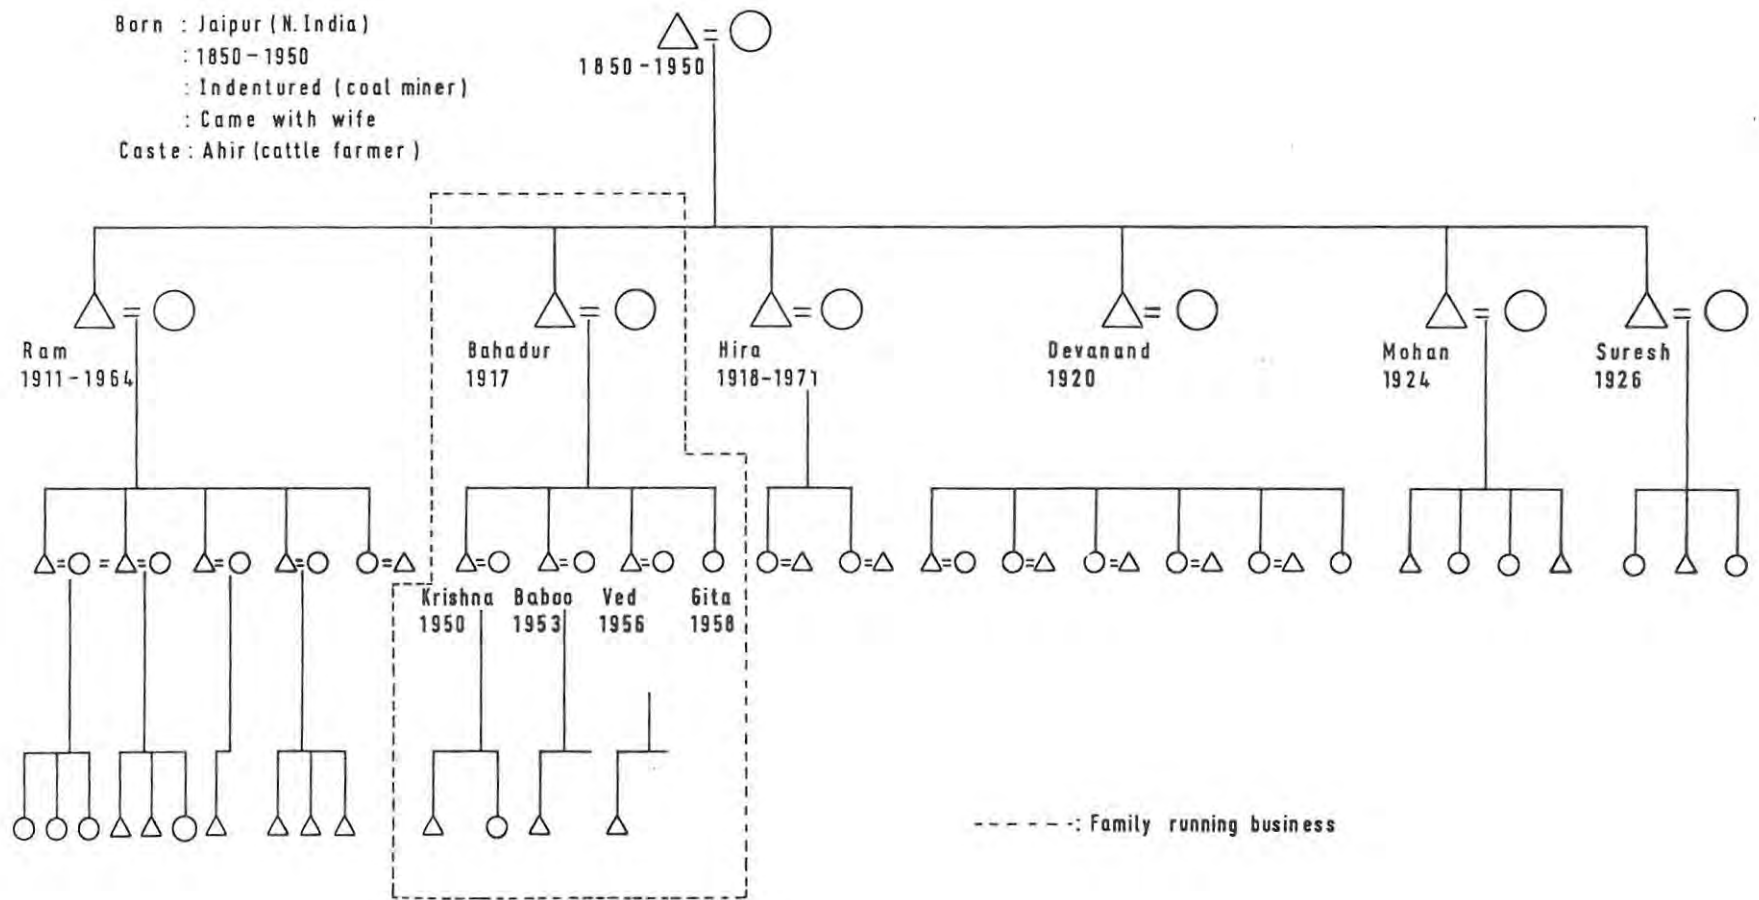 Born : Jaipur (N. India)
: 1850-1950
: Indentured (coal miner)
: Came with wife
Caste : Ahir (cattle farmer)
1850-1950
Ram
1911-1964
Bahadur
1917
Hira
1918-1971
Devanand
1920
Mohan
1924
Suresh
1926
Krishna
1950
Baboo
1953
Ved
1956
Gita
1958
------: Family running business